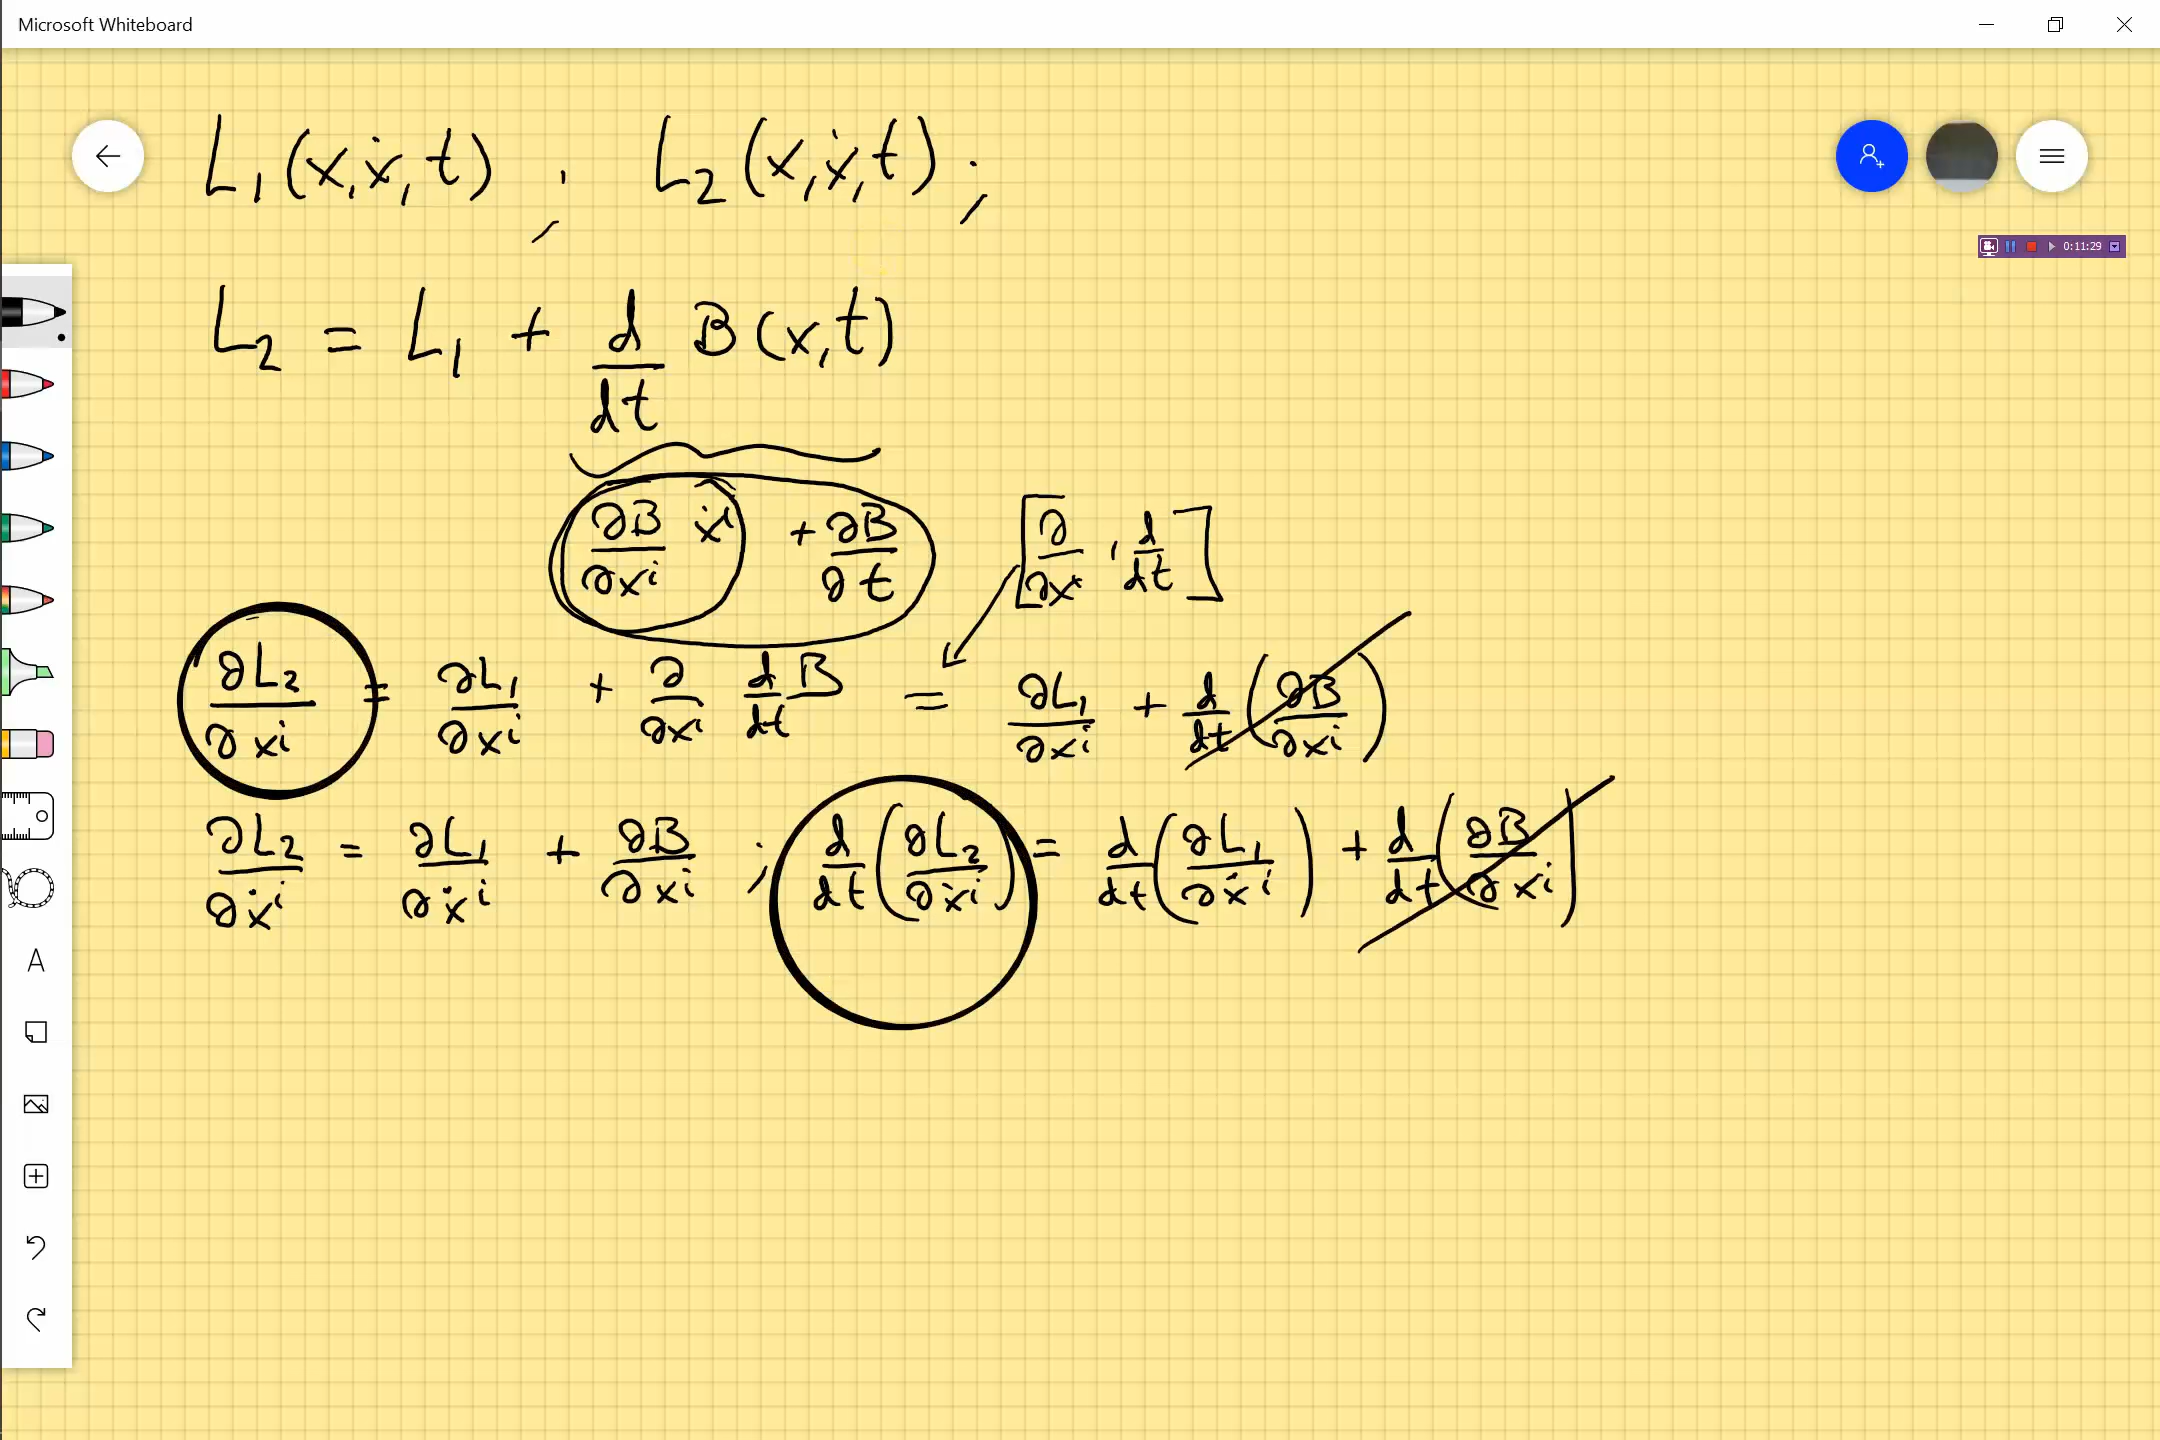 Microsoft Whiteboard
L₁(x,ẋ,t) ; L₂(x,ẋ,t) ;
0:11:29
L₂ = L₁ + d/dt B(x,t)
∂B/∂xⁱ ẋⁱ + ∂B/∂t [∂/∂xⁱ , d/dt]
∂L₂/∂xⁱ = ∂L₁/∂xⁱ + ∂/∂xⁱ d/dt B = ∂L₁/∂xⁱ + d/dt (∂B/∂xⁱ)
∂L₂/∂ẋⁱ = ∂L₁/∂ẋⁱ + ∂B/∂xⁱ ; d/dt (∂L₂/∂ẋⁱ) = d/dt (∂L₁/∂ẋⁱ) + d/dt (∂B/∂xⁱ)
A